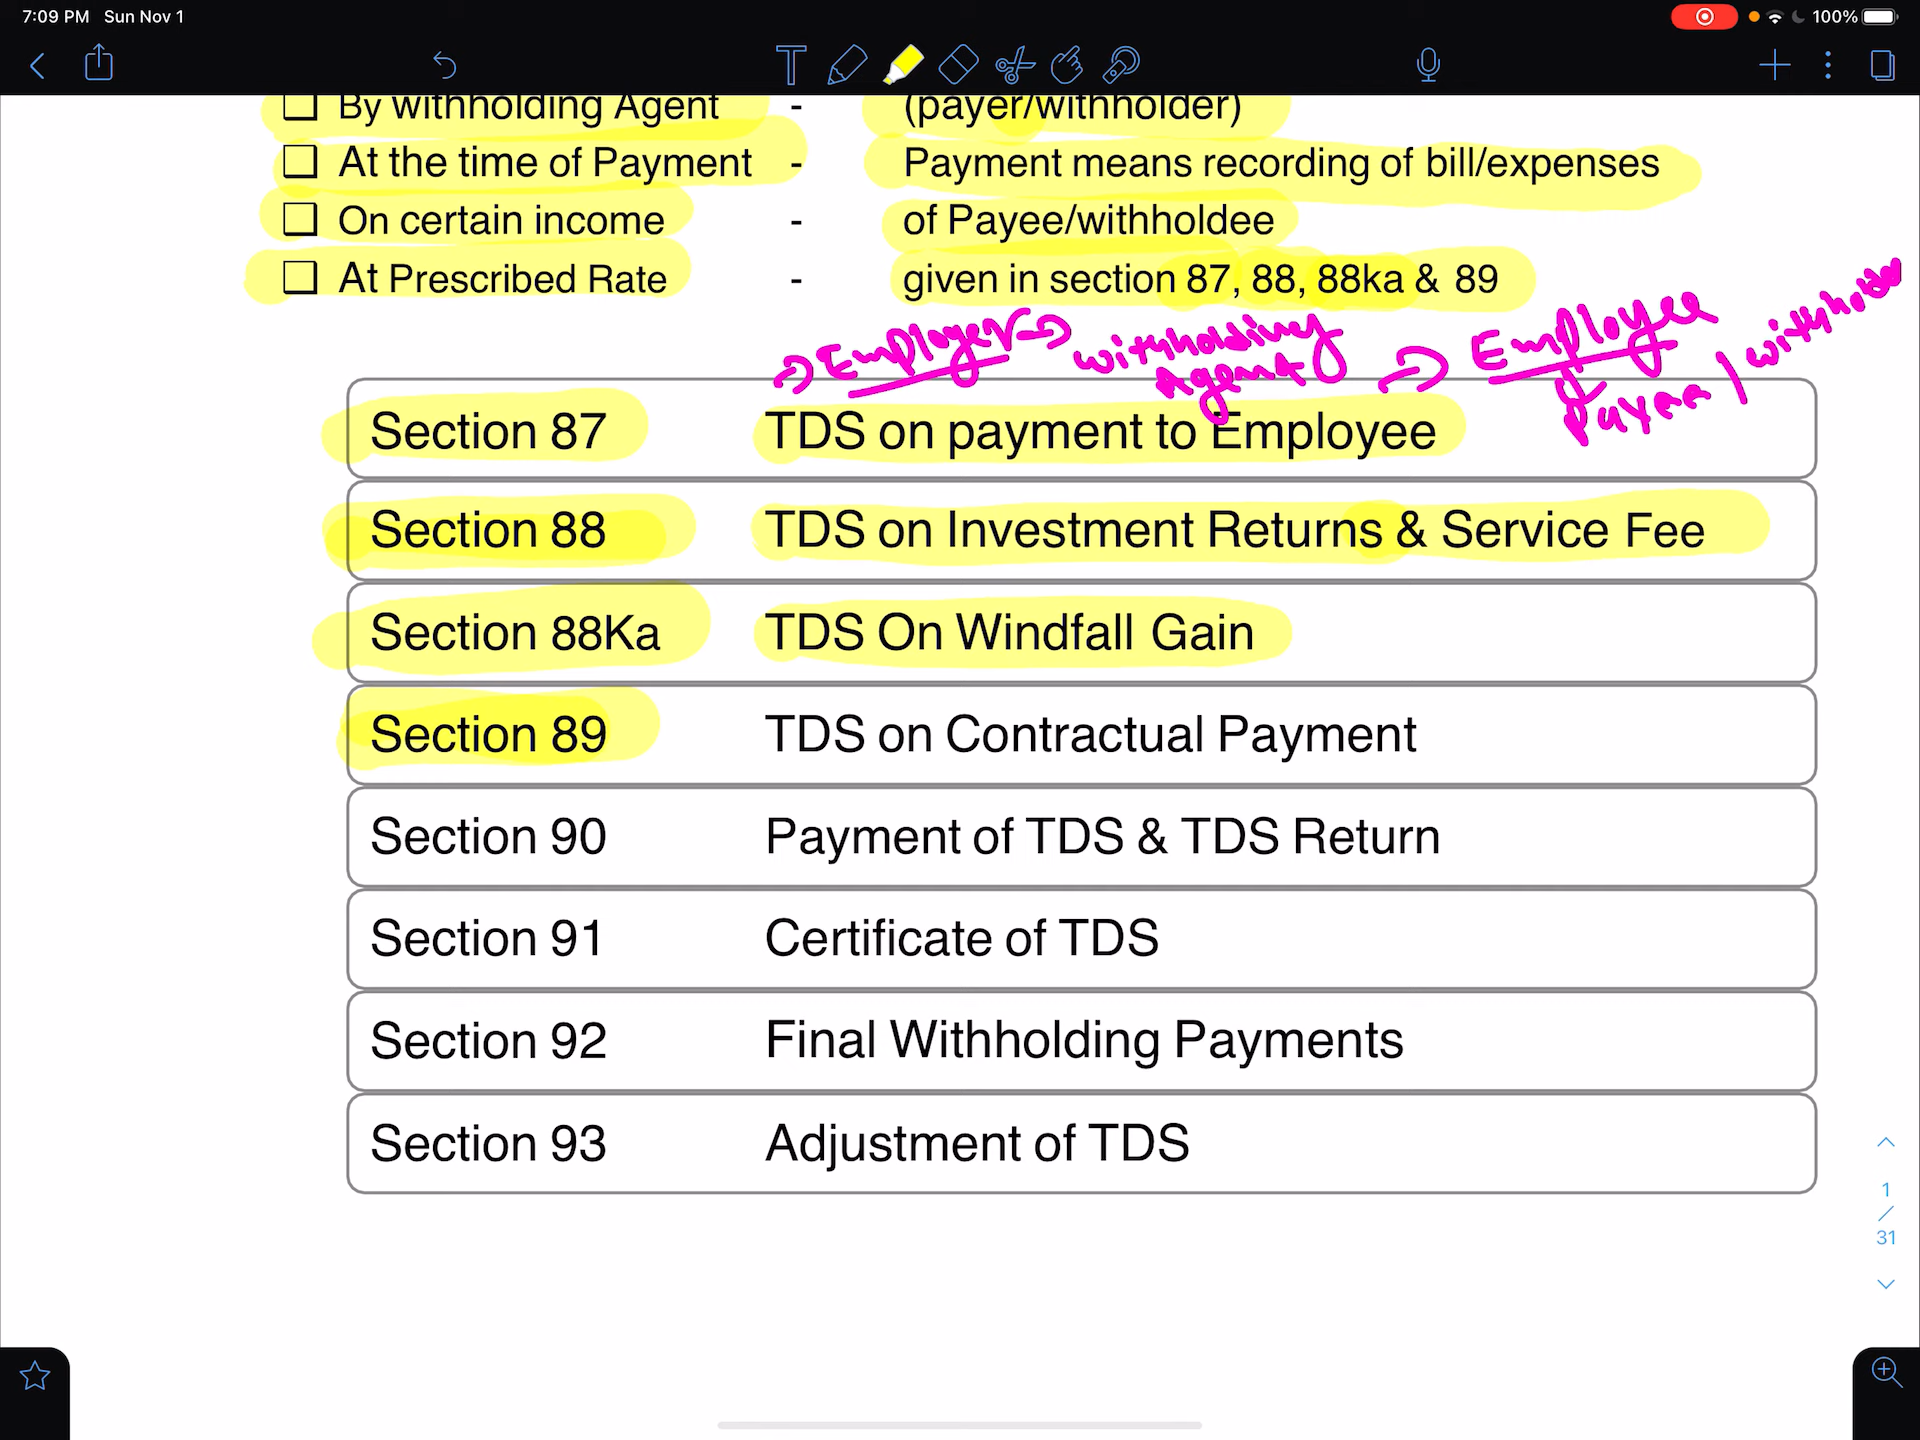 7:09 PM Sun Nov 1
100%
☐ By withholding Agent - (payer/withholder)
☐ At the time of Payment - Payment means recording of bill/expenses
☐ On certain income - of Payee/withholdee
☐ At Prescribed Rate - given in section 87, 88, 88ka & 89
→ Employer → withholding Agent → Employee
Payee / withholdee
Section 87 TDS on payment to Employee
Section 88 TDS on Investment Returns & Service Fee
Section 88Ka TDS On Windfall Gain
Section 89 TDS on Contractual Payment
Section 90 Payment of TDS & TDS Return
Section 91 Certificate of TDS
Section 92 Final Withholding Payments
Section 93 Adjustment of TDS
1
/
31